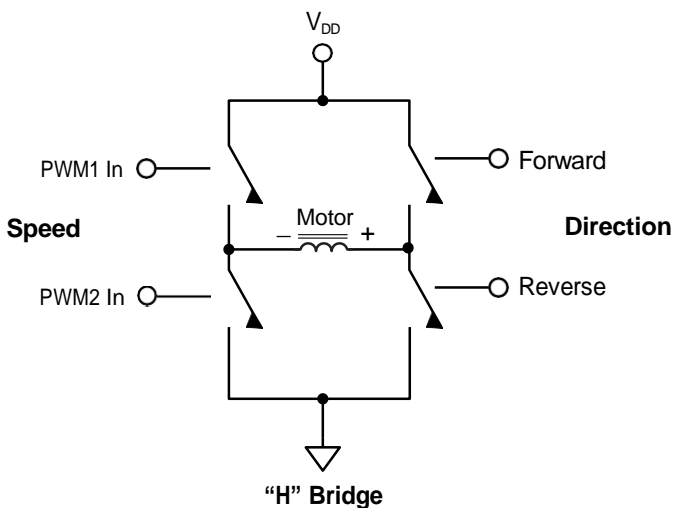 VDD
PWM1 In
Forward
Motor
Speed
Direction
– +
PWM2 In
Reverse
“H” Bridge